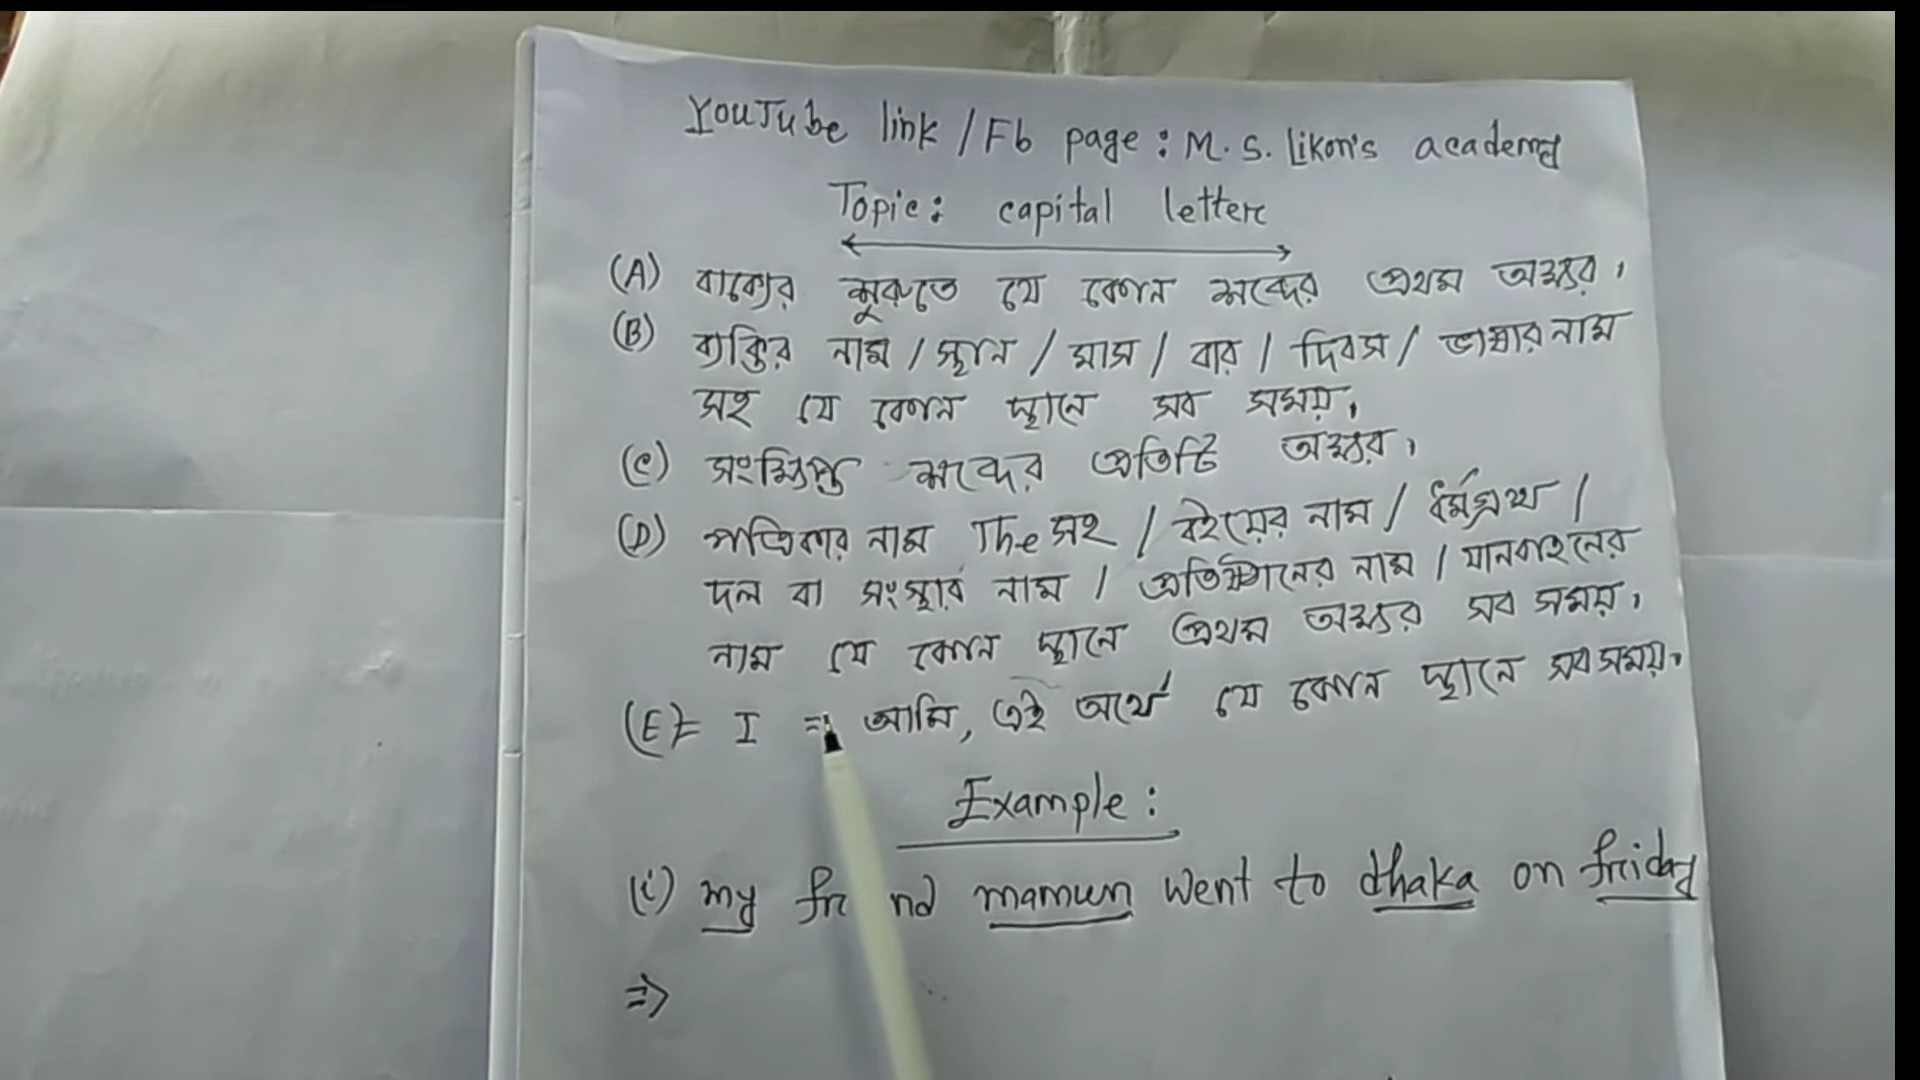 YouTube link / Fb page : M. S. Likon's academy
Topic : capital letter
(A) বাক্যের শুরুতে যে কোন শব্দের প্রথম অক্ষর ,
(B) ব্যক্তির নাম / স্থান / মাস / বার / দিবস / ভাষার নাম
সহ যে কোন স্থানে সব সময় ,
(C) সংক্ষিপ্ত শব্দের প্রতিটি অক্ষর ,
(D) পত্রিকার নাম The সহ / বইয়ের নাম / ধর্মগ্রন্থ /
দল বা সংস্থার নাম / প্রতিষ্ঠানের নাম / যানবাহনের
নাম যে কোন স্থানে প্রথম অক্ষর সব সময় ,
(E) = I ⇒ আমি, এই অর্থে যে কোন স্থানে সব সময় ,
Example :
(i) my fri nd mamun went to dhaka on friday
⇒